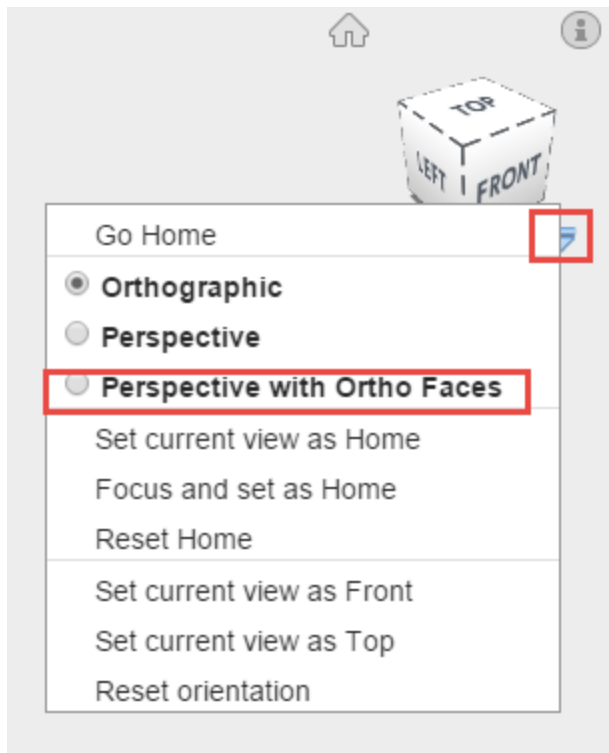 i
TOP
LEFT
FRONT
Go Home
Orthographic
Perspective
Perspective with Ortho Faces
Set current view as Home
Focus and set as Home
Reset Home
Set current view as Front
Set current view as Top
Reset orientation